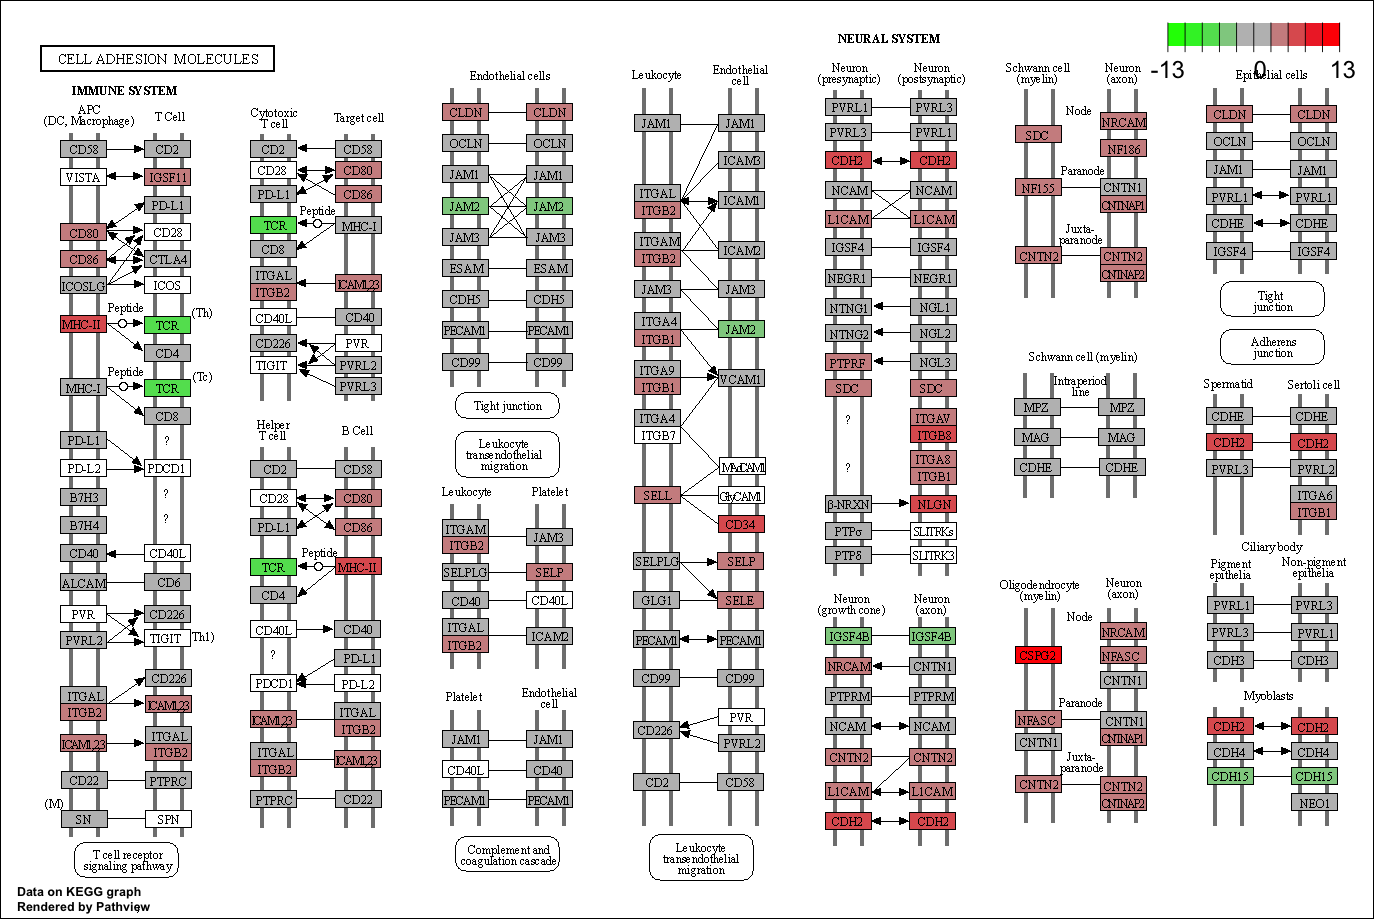 CELL ADHESION MOLECULES
IMMUNE SYSTEM
APC
(DC, Macrophage)
T Cell
CD58
CD2
VISTA
IGSF11
PD-L1
CD80
CD28
CD86
CTLA4
ICOSLG
ICOS
Peptide
MHC-II
TCR
(Th)
CD4
Peptide
MHC-I
TCR
(Tc)
CD8
PD-L1
?
PD-L2
PDCD1
B7H3
?
B7H4
?
CD40
CD40L
ALCAM
CD6
PVR
CD226
PVRL2
TIGIT
Th1)
CD226
ITGAL
ITGB2
ICAM1,23
ICAM1,23
ITGAL
ITGB2
CD22
PTPRC
(M)
SN
SPN
T cell receptor
signaling pathway
Data on KEGG graph
Rendered by Pathview
Cytotoxic
T cell
Target cell
CD2
CD58
CD28
CD80
PD-L1
CD86
Peptide
TCR
MHC-I
CD8
ITGAL
ITGB2
ICAM1,23
CD40L
CD40
CD226
PVR
TIGIT
PVRL2
PVRL3
Helper
T cell
B Cell
CD2
CD58
CD28
CD80
PD-L1
CD86
Peptide
TCR
MHC-II
CD4
CD40L
CD40
?
PD-L1
PDCD1
PD-L2
ICAM1,23
ITGAL
ITGB2
ITGAL
ITGB2
ICAM1,23
PTPRC
CD22
Endothelial cells
CLDN
CLDN
OCLN
OCLN
JAM1
JAM1
JAM2
JAM2
JAM3
JAM3
ESAM
ESAM
CDH5
CDH5
PECAM1
PECAM1
CD99
CD99
Tight junction
Leukocyte
transendothelial
migration
Leukocyte
Platelet
ITGAM
ITGB2
JAM3
SELPLG
SELP
CD40
CD40L
ITGAL
ITGB2
ICAM2
Platelet
Endothelial
cell
JAM1
JAM1
CD40L
CD40
PECAM1
PECAM1
Complement and
coagulation cascade
Leukocyte
Endothelial
cell
JAM1
JAM1
ICAM3
ITGAL
ITGB2
ICAM1
ITGAM
ITGB2
ICAM2
JAM3
JAM3
ITGA4
ITGB1
JAM2
ITGA9
ITGB1
VCAM1
ITGA4
ITGB7
MAdCAM1
SELL
GlyCAM1
CD34
SELPLG
SELP
GLG1
SELE
PECAM1
PECAM1
CD99
CD99
CD226
PVR
PVRL2
CD2
CD58
Leukocyte
transendothelial
migration
NEURAL SYSTEM
Neuron
(presynaptic)
Neuron
(postsynaptic)
PVRL1
PVRL3
PVRL3
PVRL1
CDH2
CDH2
NCAM
NCAM
L1CAM
L1CAM
IGSF4
IGSF4
NEGR1
NEGR1
NTNG1
NGL1
NTNG2
NGL2
PTPRF
NGL3
SDC
SDC
?
ITGAV
ITGB8
?
ITGA8
ITGB1
β-NRXN
NLGN
PTPσ
SLITRKs
PTPδ
SLITRK3
Neuron
(growth cone)
Neuron
(axon)
IGSF4B
IGSF4B
NRCAM
CNTN1
PTPRM
PTPRM
NCAM
NCAM
CNTN2
CNTN2
L1CAM
L1CAM
CDH2
CDH2
Schwann cell
(myelin)
Neuron
(axon)
Node
SDC
NRCAM
NF186
Paranode
NF155
CNTN1
CNTNAP1
Juxta-
paranode
CNTN2
CNTN2
CNTNAP2
Schwann cell (myelin)
Intraperiod
line
MPZ
MPZ
MAG
MAG
CDHE
CDHE
Oligodendrocyte
(myelin)
Neuron
(axon)
Node
NRCAM
CSPG2
NFASC
CNTN1
Paranode
NFASC
CNTN1
CNTN1
CNTNAP1
Juxta-
paranode
CNTN2
CNTN2
CNTNAP2
-13
0
13
Epithelial cells
CLDN
CLDN
OCLN
OCLN
JAM1
JAM1
PVRL1
PVRL1
CDHE
CDHE
IGSF4
IGSF4
Tight
junction
Adherens
junction
Spermatid
Sertoli cell
CDHE
CDHE
CDH2
CDH2
PVRL3
PVRL2
ITGA6
ITGB1
Ciliary body
Pigment
epithelia
Non-pigment
epithelia
PVRL1
PVRL3
PVRL3
PVRL1
CDH3
CDH3
Myoblasts
CDH2
CDH2
CDH4
CDH4
CDH15
CDH15
NEO1